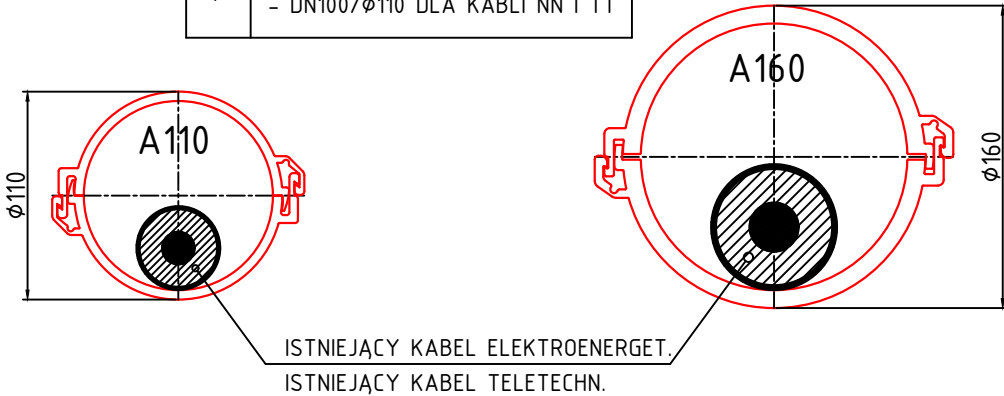 - DN100/ϕ110 DLA KABLI NN I TT
A110
A160
ϕ110
ϕ160
ISTNIEJĄCY KABEL ELEKTROENERGET.
ISTNIEJĄCY KABEL TELETECHN.